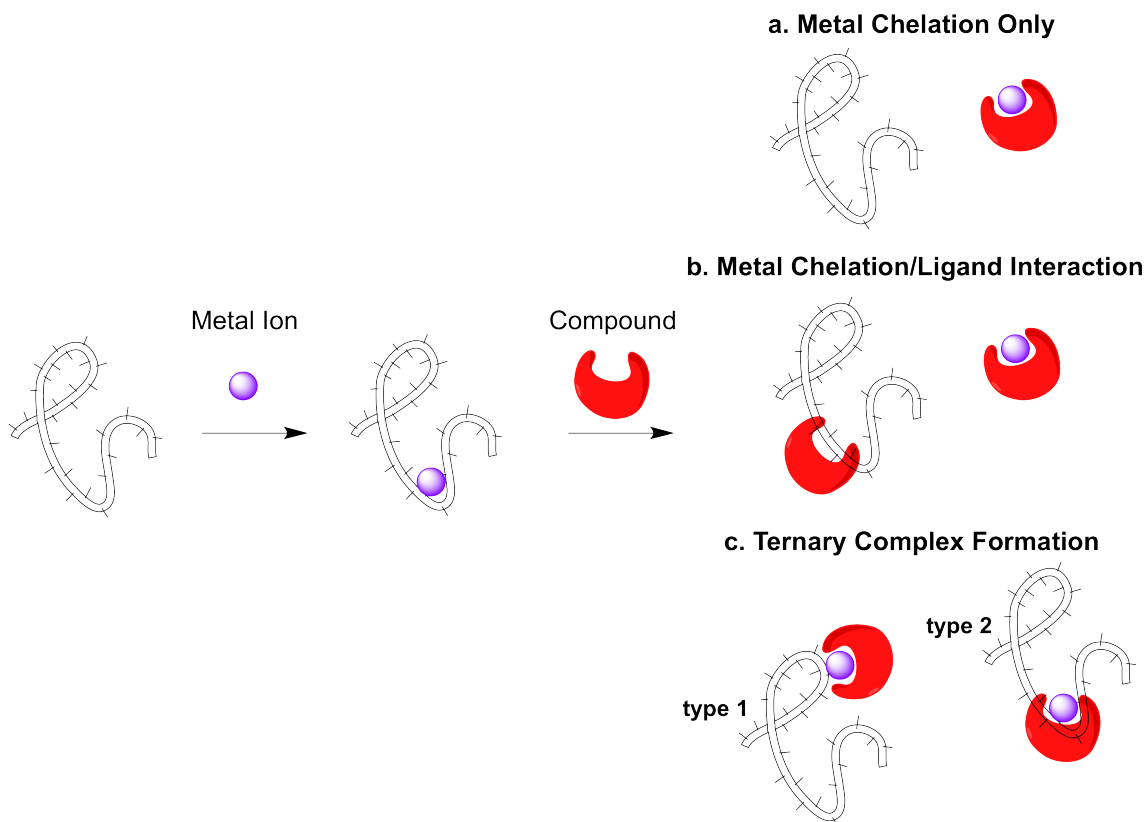 a. Metal Chelation Only
b. Metal Chelation/Ligand Interaction
Metal Ion
Compound
c. Ternary Complex Formation
type 1
type 2